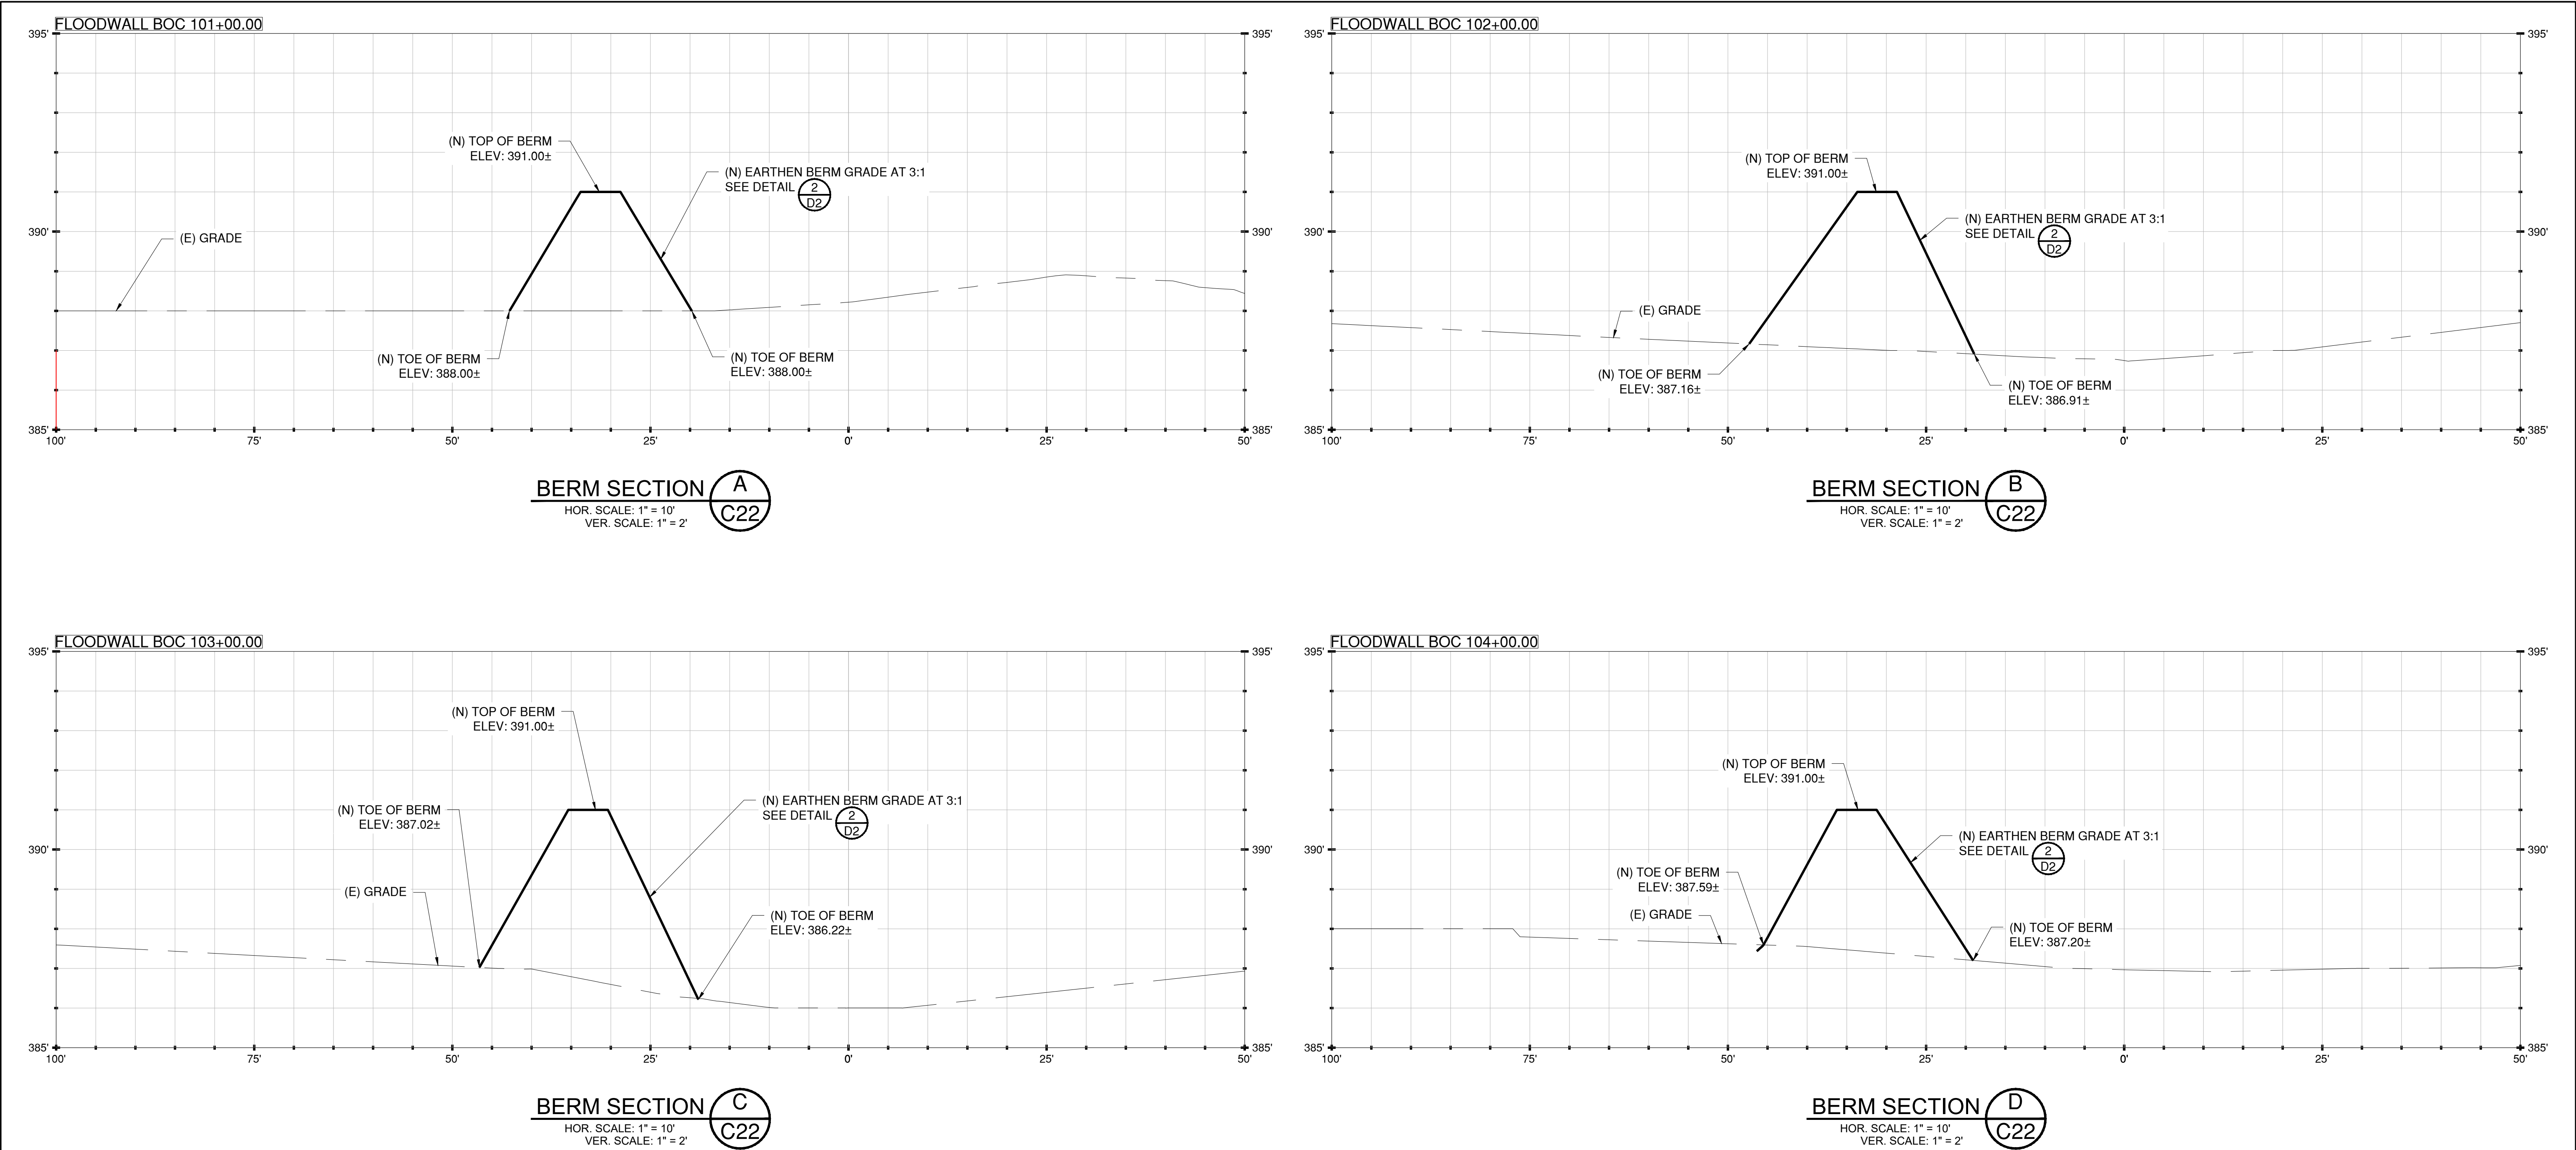 FLOODWALL BOC 101+00.00
395'
395'
(N) TOP OF BERM
ELEV: 391.00±
(N) EARTHEN BERM GRADE AT 3:1
SEE DETAIL 2
D2
390'
390'
(E) GRADE
(N) TOE OF BERM
ELEV: 388.00±
(N) TOE OF BERM
ELEV: 388.00±
385'
385'
100' 75' 50' 25' 0' 25' 50'
BERM SECTION A
C22
HOR. SCALE: 1" = 10'
VER. SCALE: 1" = 2'
FLOODWALL BOC 102+00.00
395'
395'
(N) TOP OF BERM
ELEV: 391.00±
(N) EARTHEN BERM GRADE AT 3:1
SEE DETAIL 2
D2
390'
390'
(E) GRADE
(N) TOE OF BERM
ELEV: 387.16±
(N) TOE OF BERM
ELEV: 386.91±
385'
385'
100' 75' 50' 25' 0' 25' 50'
BERM SECTION B
C22
HOR. SCALE: 1" = 10'
VER. SCALE: 1" = 2'
FLOODWALL BOC 103+00.00
395'
395'
(N) TOP OF BERM
ELEV: 391.00±
(N) EARTHEN BERM GRADE AT 3:1
SEE DETAIL 2
D2
(N) TOE OF BERM
ELEV: 387.02±
390'
390'
(E) GRADE
(N) TOE OF BERM
ELEV: 386.22±
385'
385'
100' 75' 50' 25' 0' 25' 50'
BERM SECTION C
C22
HOR. SCALE: 1" = 10'
VER. SCALE: 1" = 2'
FLOODWALL BOC 104+00.00
395'
395'
(N) TOP OF BERM
ELEV: 391.00±
(N) EARTHEN BERM GRADE AT 3:1
SEE DETAIL 2
D2
390'
390'
(N) TOE OF BERM
ELEV: 387.59±
(E) GRADE
(N) TOE OF BERM
ELEV: 387.20±
385'
385'
100' 75' 50' 25' 0' 25' 50'
BERM SECTION D
C22
HOR. SCALE: 1" = 10'
VER. SCALE: 1" = 2'